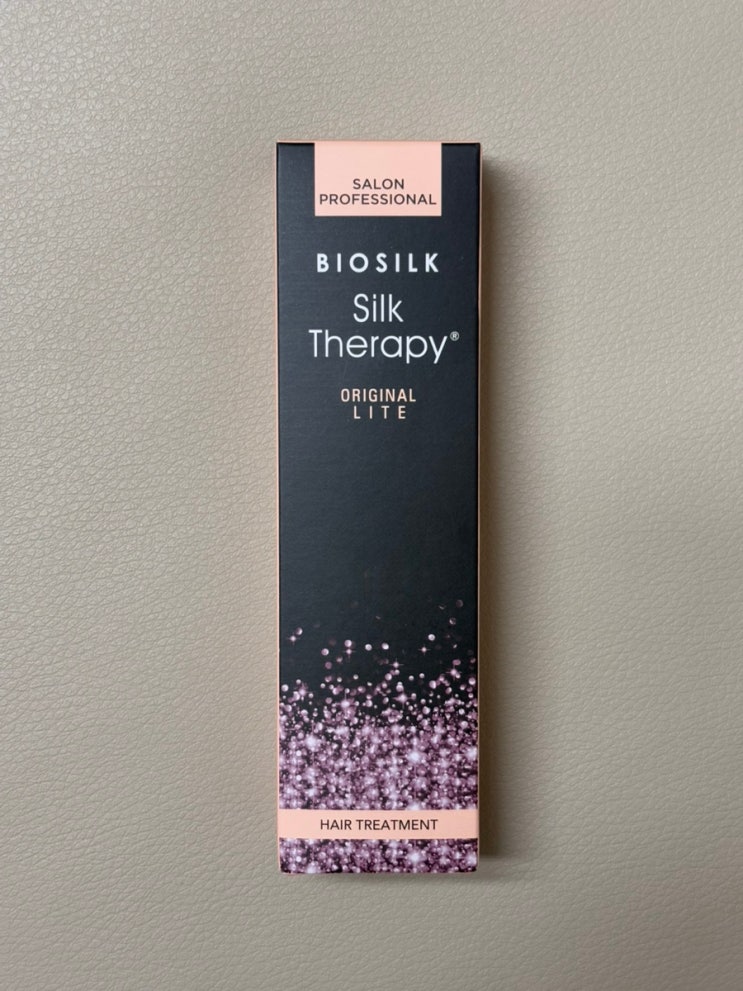 SALON
PROFESSIONAL
BIOSILK
Silk
Therapy®
ORIGINAL
LITE
HAIR TREATMENT